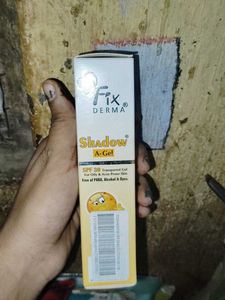 Fix
DERMA®
SHADOW®
A-Gel
SPF 30 Transparent Gel
For Oily & Acne Prone Skin
Free of PABA, Alcohol & Dyes.